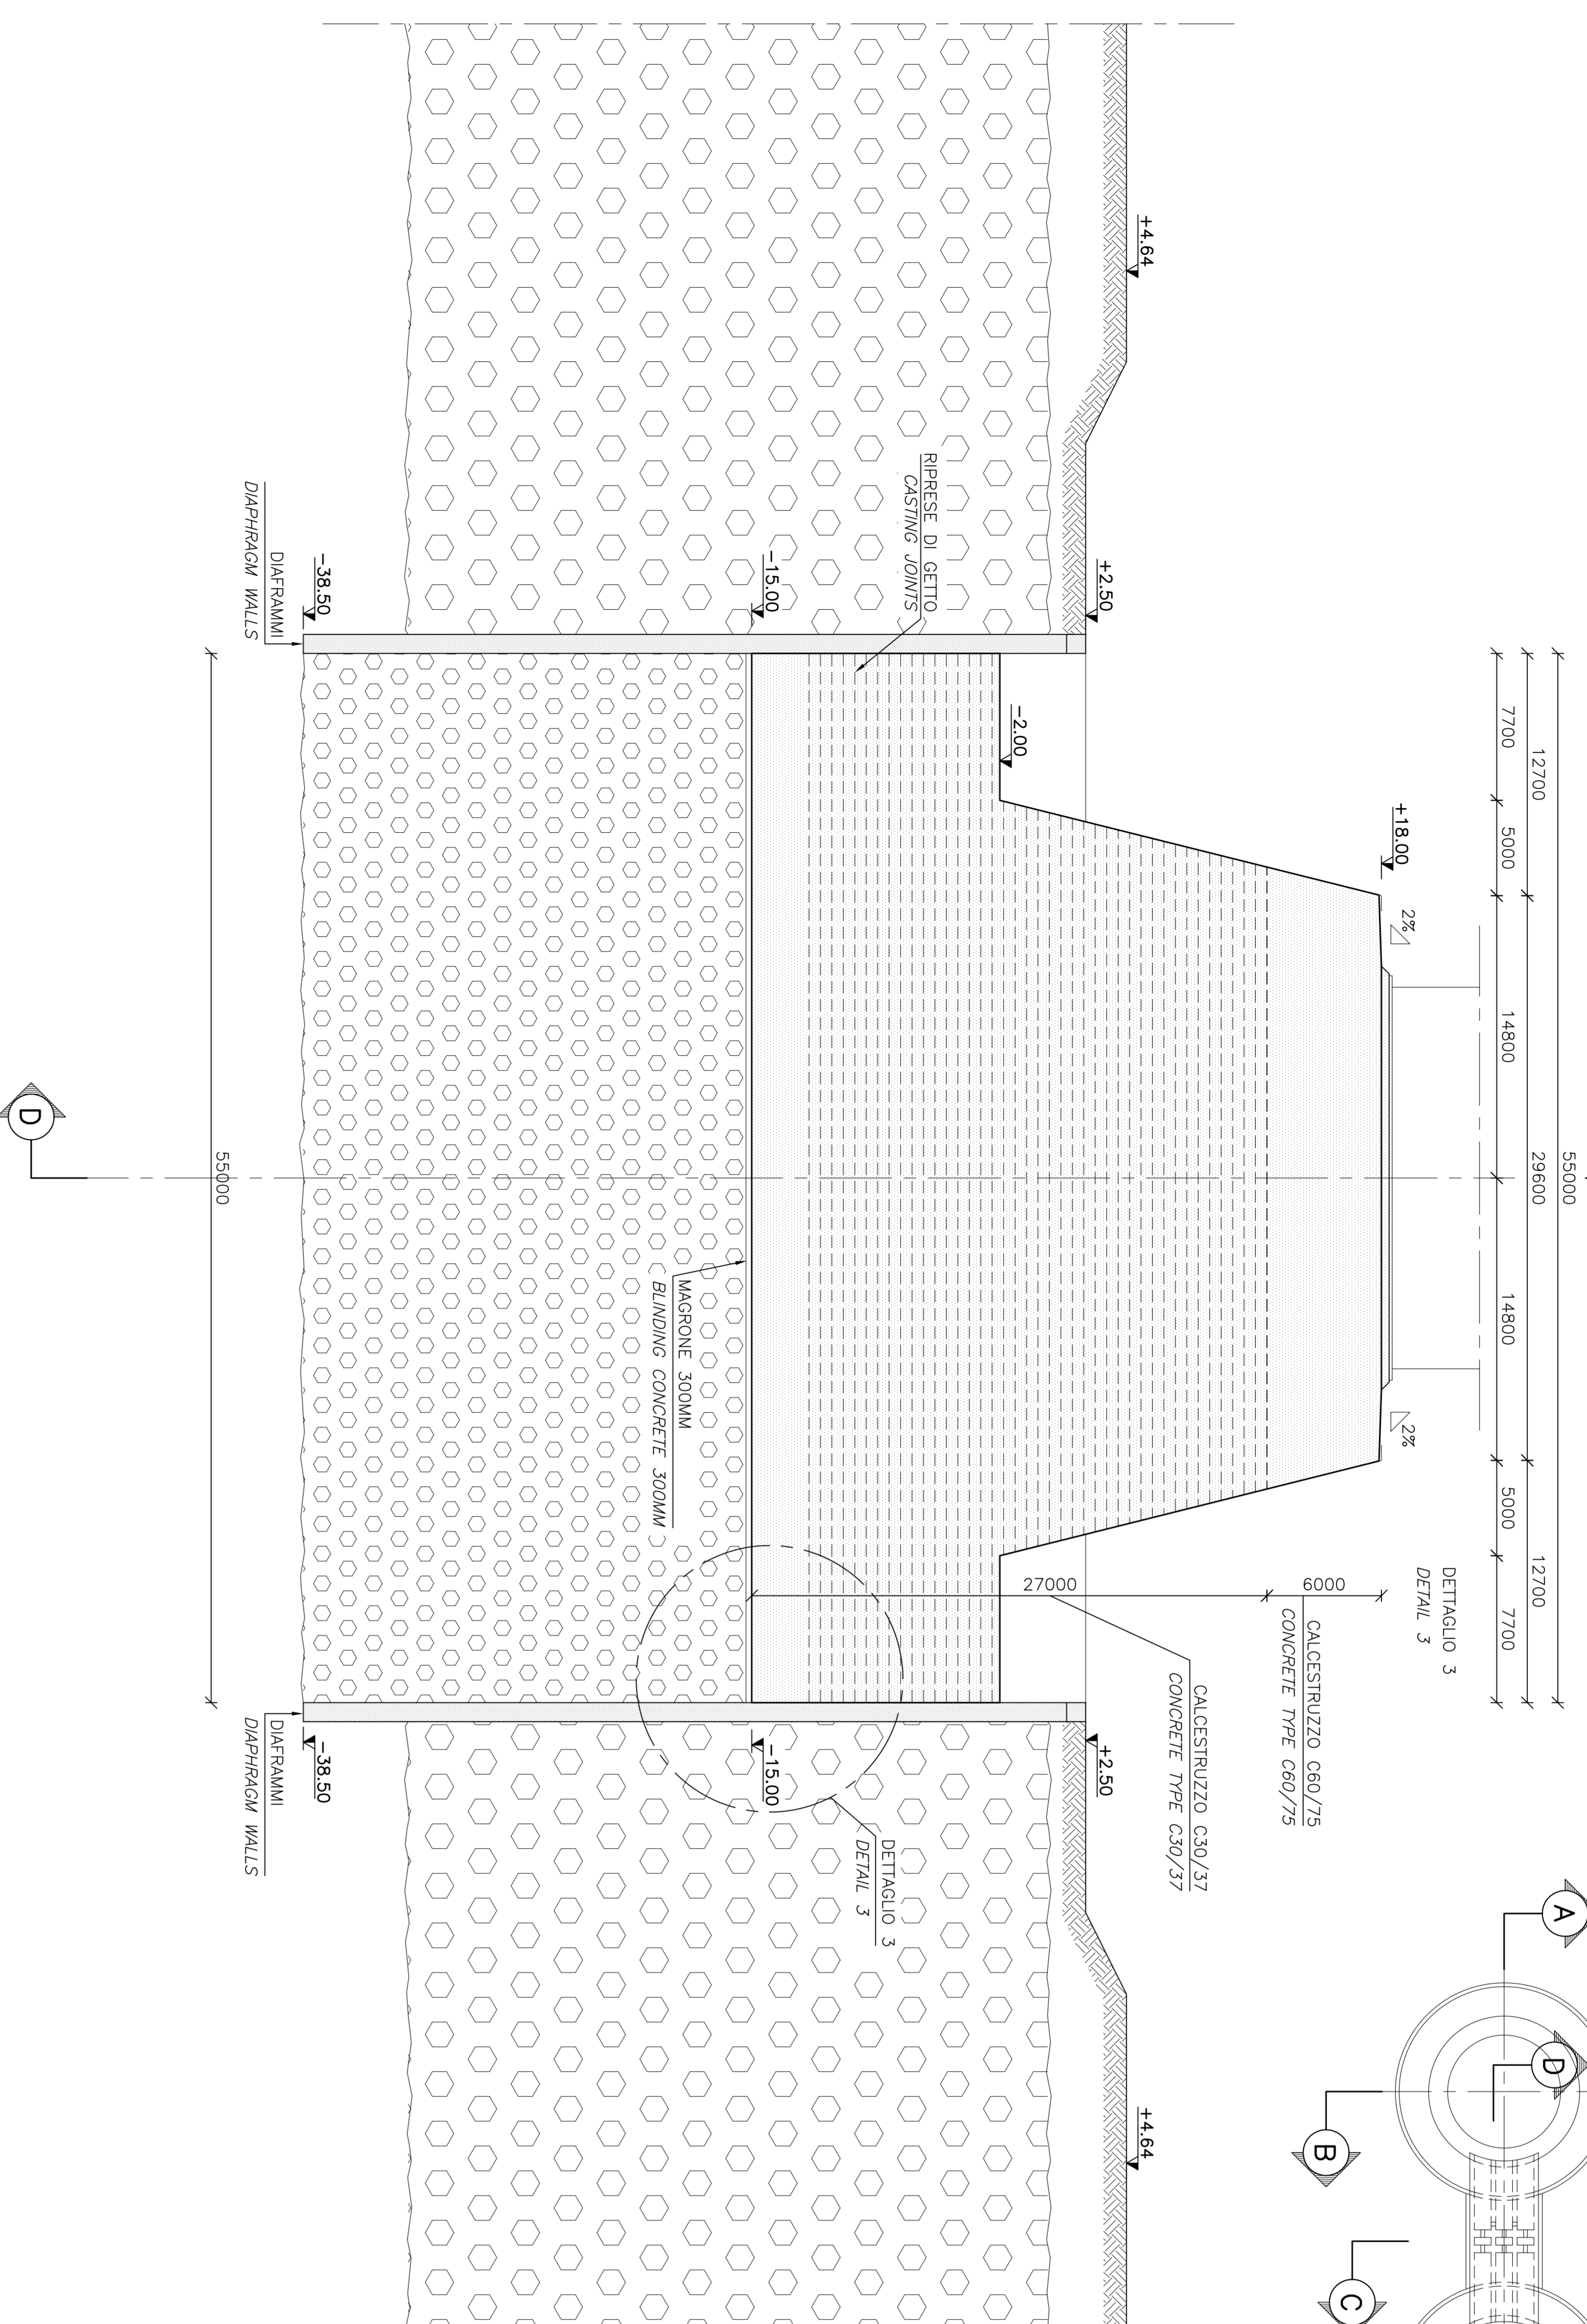 55000
12700
29600
12700
7700
5000
14800
14800
5000
7700
DETTAGLIO 3
DETAIL 3
2%
2%
+18.00
6000
CALCESTRUZZO C60/75
CONCRETE TYPE C60/75
27000
CALCESTRUZZO C30/37
CONCRETE TYPE C30/37
+4.64
+2.50
+2.50
+4.64
-2.00
RIPRESE DI GETTO
CASTING JOINTS
DETTAGLIO 3
DETAIL 3
-15.00
-15.00
MAGRONE 300MM
BLINDING CONCRETE 300MM
-38.50
-38.50
DIAFRAMMI
DIAPHRAGM WALLS
DIAFRAMMI
DIAPHRAGM WALLS
55000
D
A
D
B
C